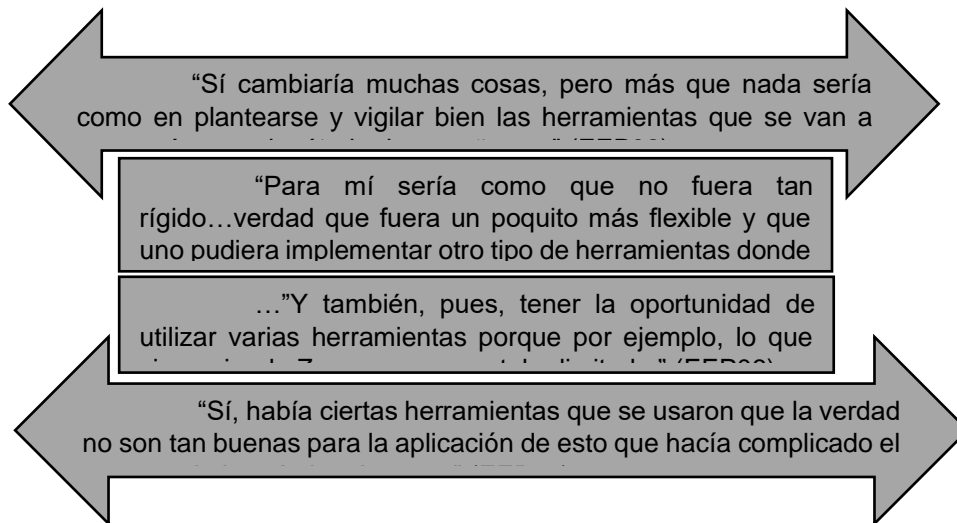 “Sí cambiaría muchas cosas, pero más que nada sería
como en plantearse y vigilar bien las herramientas que se van a
“Para mí sería como que no fuera tan
rígido…verdad que fuera un poquito más flexible y que
uno pudiera implementar otro tipo de herramientas donde
…”Y también, pues, tener la oportunidad de
utilizar varias herramientas porque por ejemplo, lo que
“Sí, había ciertas herramientas que se usaron que la verdad
no son tan buenas para la aplicación de esto que hacía complicado el